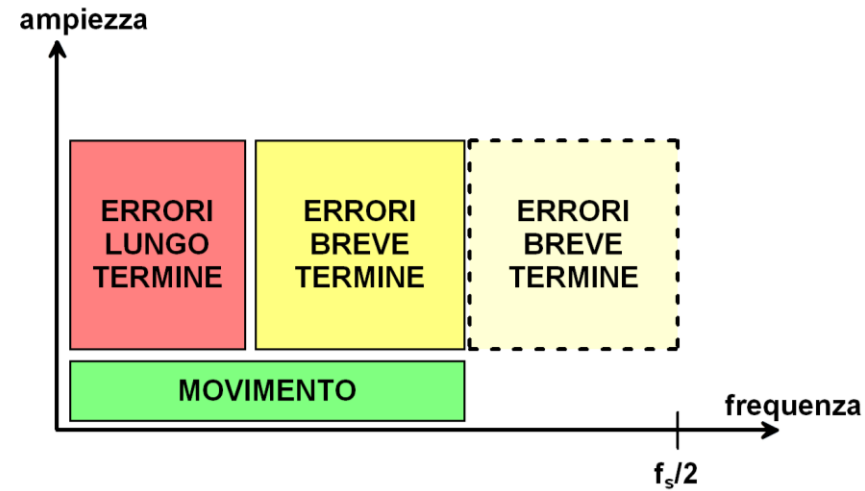 ampiezza
ERRORI
LUNGO
TERMINE
ERRORI
BREVE
TERMINE
ERRORI
BREVE
TERMINE
MOVIMENTO
frequenza
fₛ/2